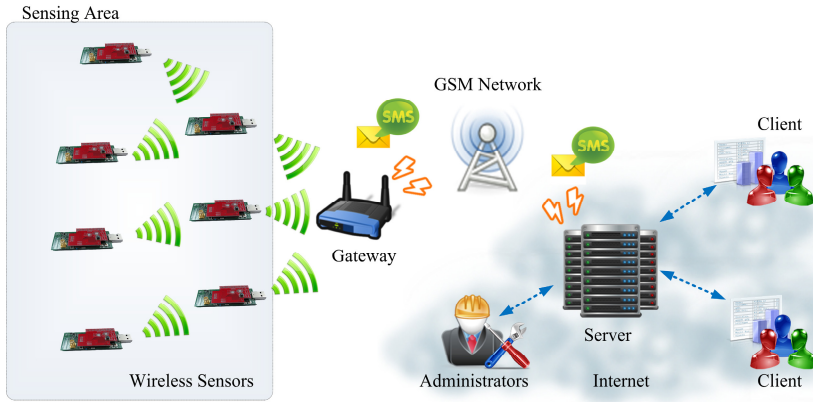 Sensing Area
GSM Network
SMS
SMS
Client
Gateway
Server
Wireless Sensors
Administrators
Internet
Client